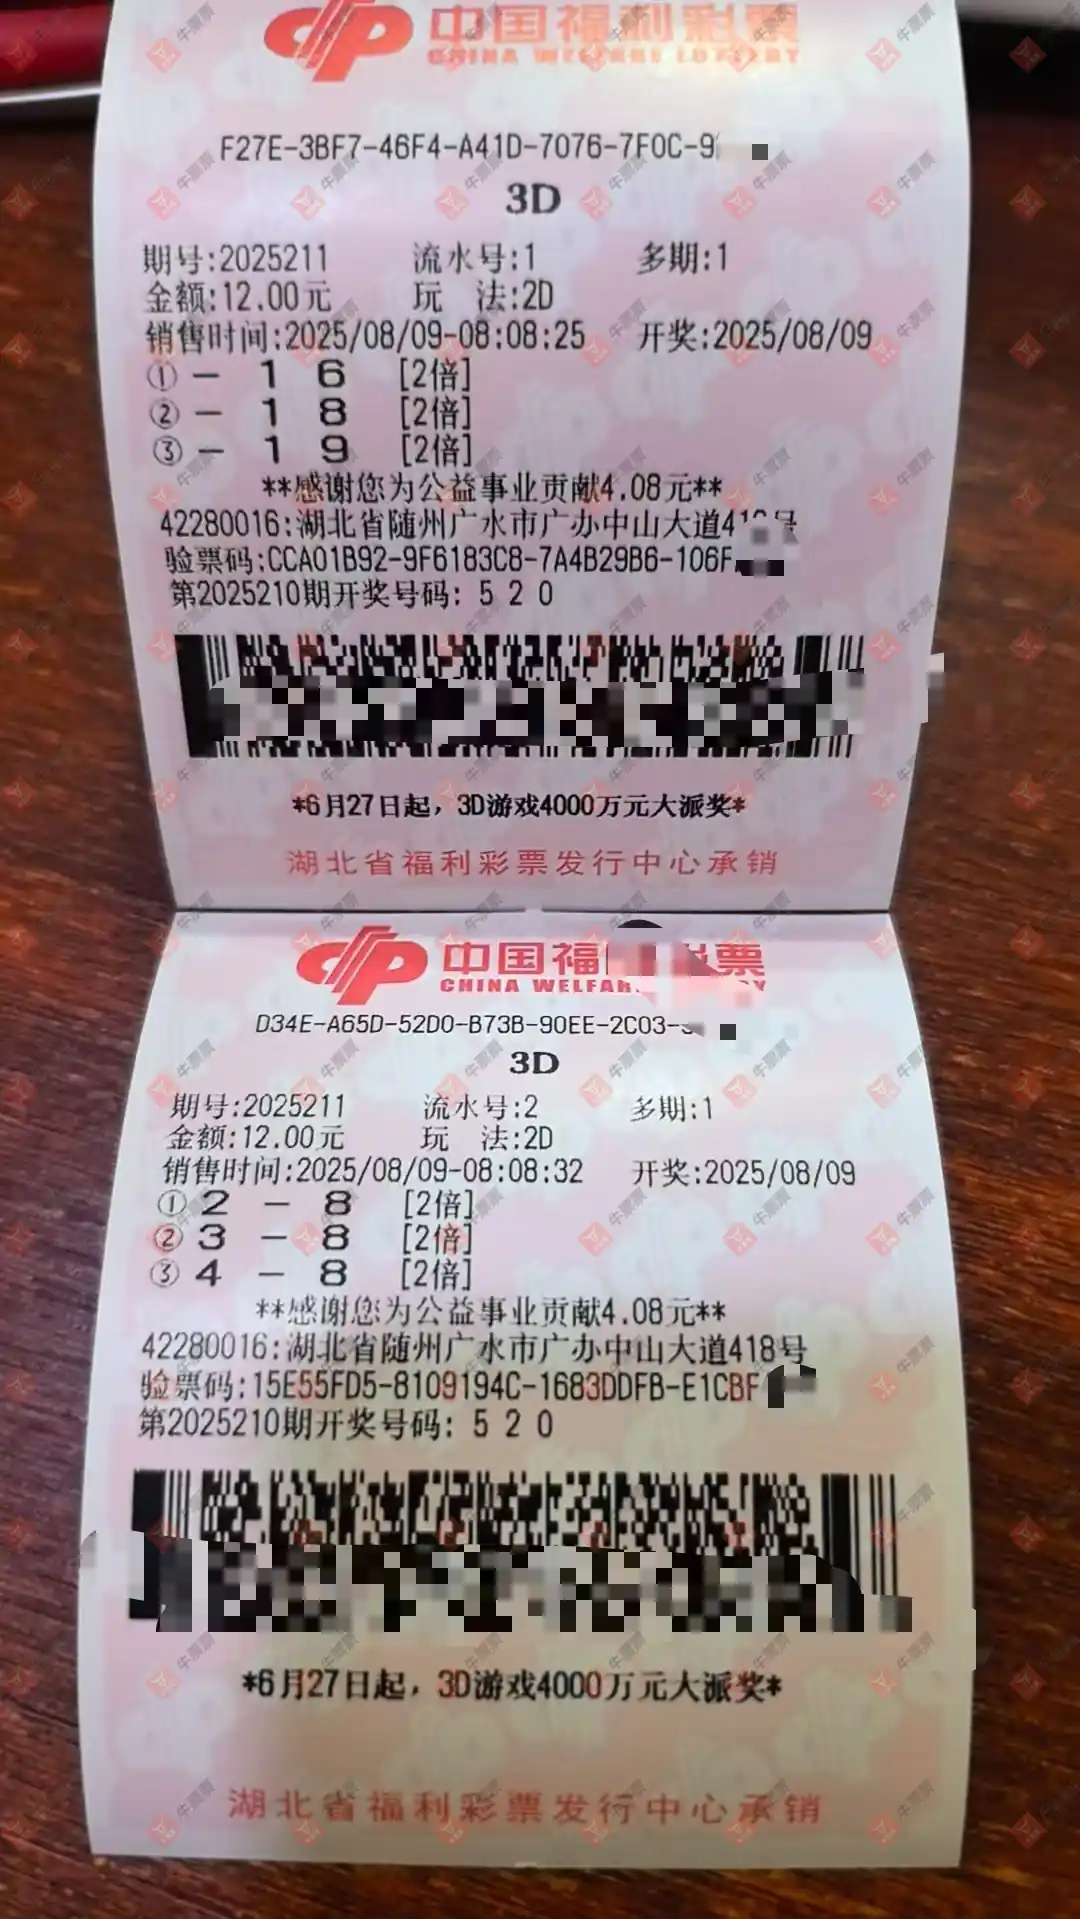 中国福利彩票
CHINA WELFARE LOTTERY
F27E-3BF7-46F4-A41D-7076-7F0C-9
3D
期号:2025211 流水号:1 多期:1
金额:12.00元 玩 法:2D
销售时间:2025/08/09-08:08:25 开奖:2025/08/09
①- 1 6 [2倍]
②- 1 8 [2倍]
③- 1 9 [2倍]
**感谢您为公益事业贡献4.08元**
42280016:湖北省随州广水市广办中山大道41 号
验票码:CCA01B92-9F6183C8-7A4B29B6-106F
第2025210期开奖号码: 5 2 0
*6月27日起，3D游戏4000万元大派奖*
湖北省福利彩票发行中心承销
中国福 票
CHINA WELFAR Y
D34E-A65D-52D0-B73B-90EE-2C03-
3D
期号:2025211 流水号:2 多期:1
金额:12.00元 玩 法:2D
销售时间:2025/08/09-08:08:32 开奖:2025/08/09
① 2 - 8 [2倍]
② 3 - 8 [2倍]
③ 4 - 8 [2倍]
**感谢您为公益事业贡献4.08元**
42280016:湖北省随州广水市广办中山大道418号
验票码:15E55FD5-8109194C-1683DDFB-E1CBF
第2025210期开奖号码: 5 2 0
*6月27日起，3D游戏4000万元大派奖*
湖北省福利彩票发行中心承销
牛票票